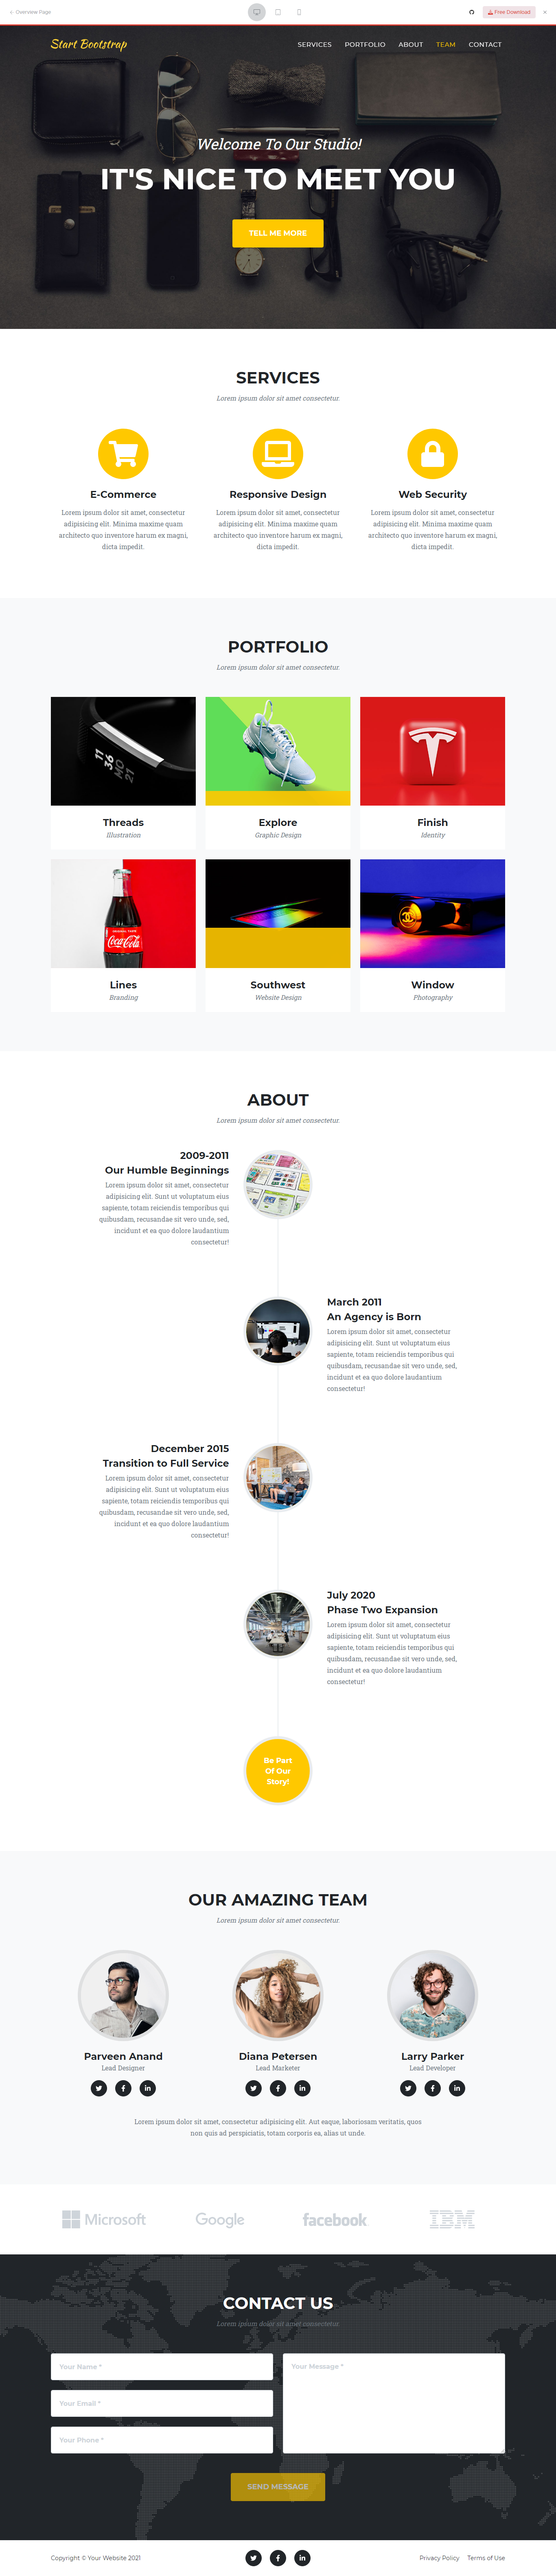 Overview Page
Free Download
Start Bootstrap
SERVICES PORTFOLIO ABOUT TEAM CONTACT
Welcome To Our Studio!
IT'S NICE TO MEET YOU
TELL ME MORE
SERVICES
Lorem ipsum dolor sit amet consectetur.
E-Commerce
Lorem ipsum dolor sit amet, consectetur
adipisicing elit. Minima maxime quam
architecto quo inventore harum ex magni,
dicta impedit.
Responsive Design
Lorem ipsum dolor sit amet, consectetur
adipisicing elit. Minima maxime quam
architecto quo inventore harum ex magni,
dicta impedit.
Web Security
Lorem ipsum dolor sit amet, consectetur
adipisicing elit. Minima maxime quam
architecto quo inventore harum ex magni,
dicta impedit.
PORTFOLIO
Lorem ipsum dolor sit amet consectetur.
11
36
MO
21
Threads
Illustration
Explore
Graphic Design
Finish
Identity
Coca-Cola
Lines
Branding
Southwest
Website Design
Window
Photography
ABOUT
Lorem ipsum dolor sit amet consectetur.
2009-2011
Our Humble Beginnings
Lorem ipsum dolor sit amet, consectetur
adipisicing elit. Sunt ut voluptatum eius
sapiente, totam reiciendis temporibus qui
quibusdam, recusandae sit vero unde, sed,
incidunt et ea quo dolore laudantium
consectetur!
March 2011
An Agency is Born
Lorem ipsum dolor sit amet, consectetur
adipisicing elit. Sunt ut voluptatum eius
sapiente, totam reiciendis temporibus qui
quibusdam, recusandae sit vero unde, sed,
incidunt et ea quo dolore laudantium
consectetur!
December 2015
Transition to Full Service
Lorem ipsum dolor sit amet, consectetur
adipisicing elit. Sunt ut voluptatum eius
sapiente, totam reiciendis temporibus qui
quibusdam, recusandae sit vero unde, sed,
incidunt et ea quo dolore laudantium
consectetur!
July 2020
Phase Two Expansion
Lorem ipsum dolor sit amet, consectetur
adipisicing elit. Sunt ut voluptatum eius
sapiente, totam reiciendis temporibus qui
quibusdam, recusandae sit vero unde, sed,
incidunt et ea quo dolore laudantium
consectetur!
Be Part
Of Our
Story!
OUR AMAZING TEAM
Lorem ipsum dolor sit amet consectetur.
Parveen Anand
Lead Designer
Diana Petersen
Lead Marketer
Larry Parker
Lead Developer
Lorem ipsum dolor sit amet, consectetur adipisicing elit. Aut eaque, laboriosam veritatis, quos
non quis ad perspiciatis, totam corporis ea, alias ut unde.
Microsoft Google facebook IBM
CONTACT US
Lorem ipsum dolor sit amet consectetur.
Your Name *
Your Email *
Your Phone *
Your Message *
SEND MESSAGE
Copyright © Your Website 2021
Privacy Policy Terms of Use